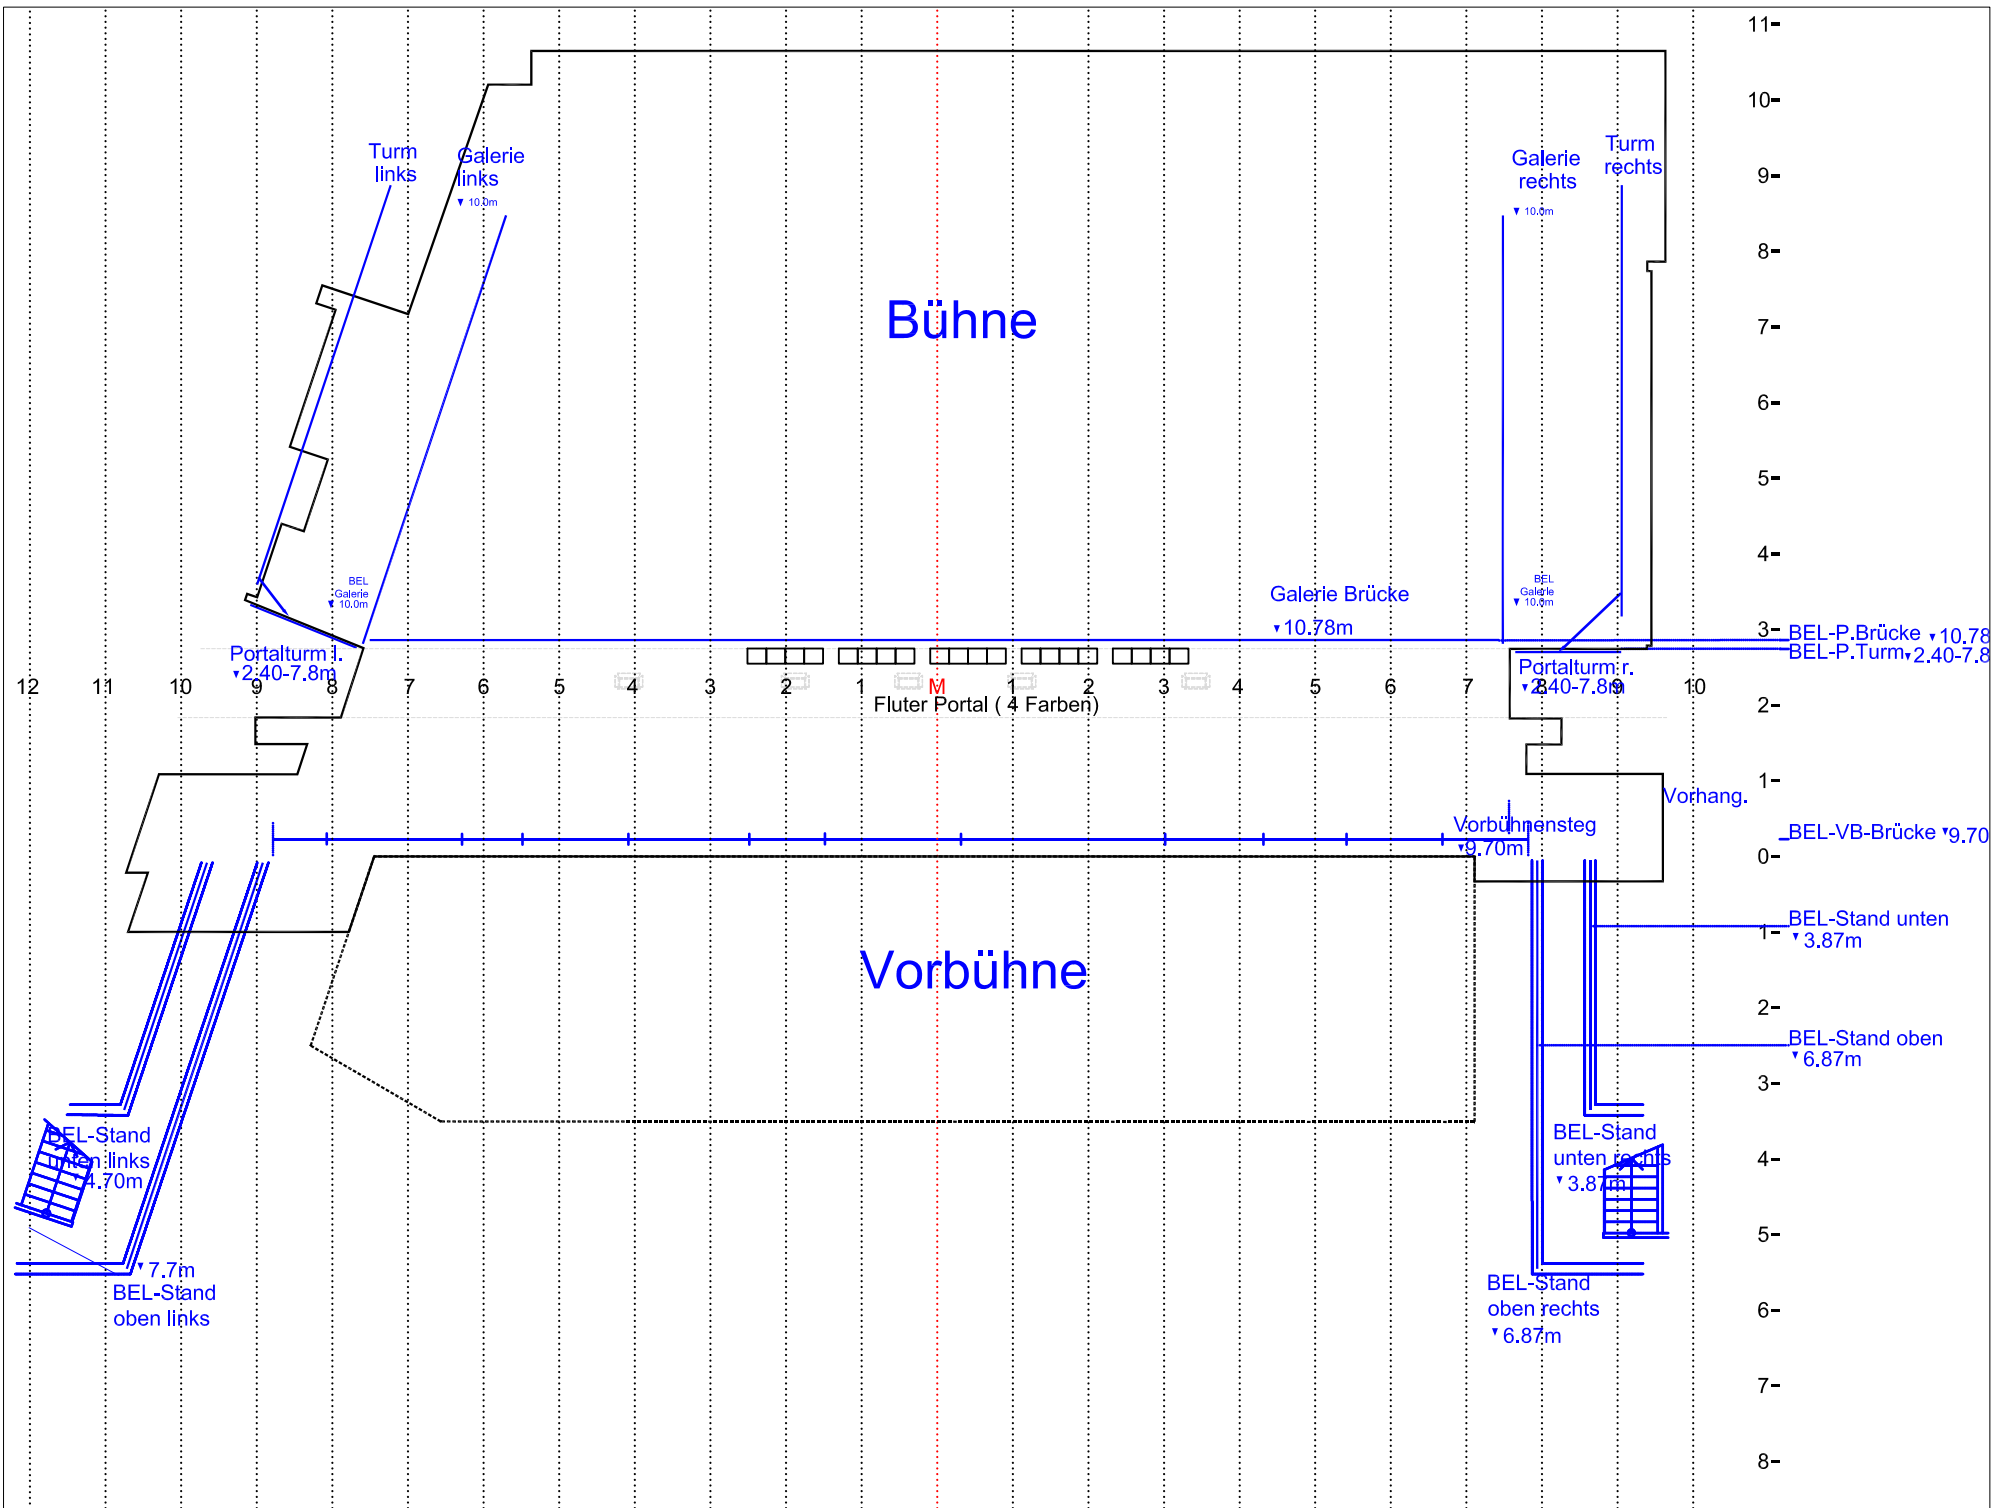 11
10
9
8
7
6
5
4
3
2
1
0
1
2
3
4
5
6
7
8
Turm
links
Galerie
links
▼ 10.0m
Galerie
rechts
▼ 10.0m
Turm
rechts
Bühne
BEL
Galerie
▼ 10.0m
BEL
Galerie
▼ 10.0m
Galerie Brücke
▼10.78m
BEL-P.Brücke ▼10.78
BEL-P.Turm▼2.40-7.8
Portalturm l.
▼2.40-7.8m
Portalturm r.
▼2.40-7.8m
12 11 10 9 8 7 6 5 4 3 2 1 M 1 2 3 4 5 6 7 8 9 10
Fluter Portal ( 4 Farben)
Vorhang.
Vorbühnensteg
▼9.70m
BEL-VB-Brücke ▼9.70
BEL-Stand unten
▼ 3.87m
Vorbühne
BEL-Stand oben
▼ 6.87m
BEL-Stand
unten links
▼4.70m
BEL-Stand
unten rechts
▼ 3.87m
▼ 7.7m
BEL-Stand
oben links
BEL-Stand
oben rechts
▼ 6.87m